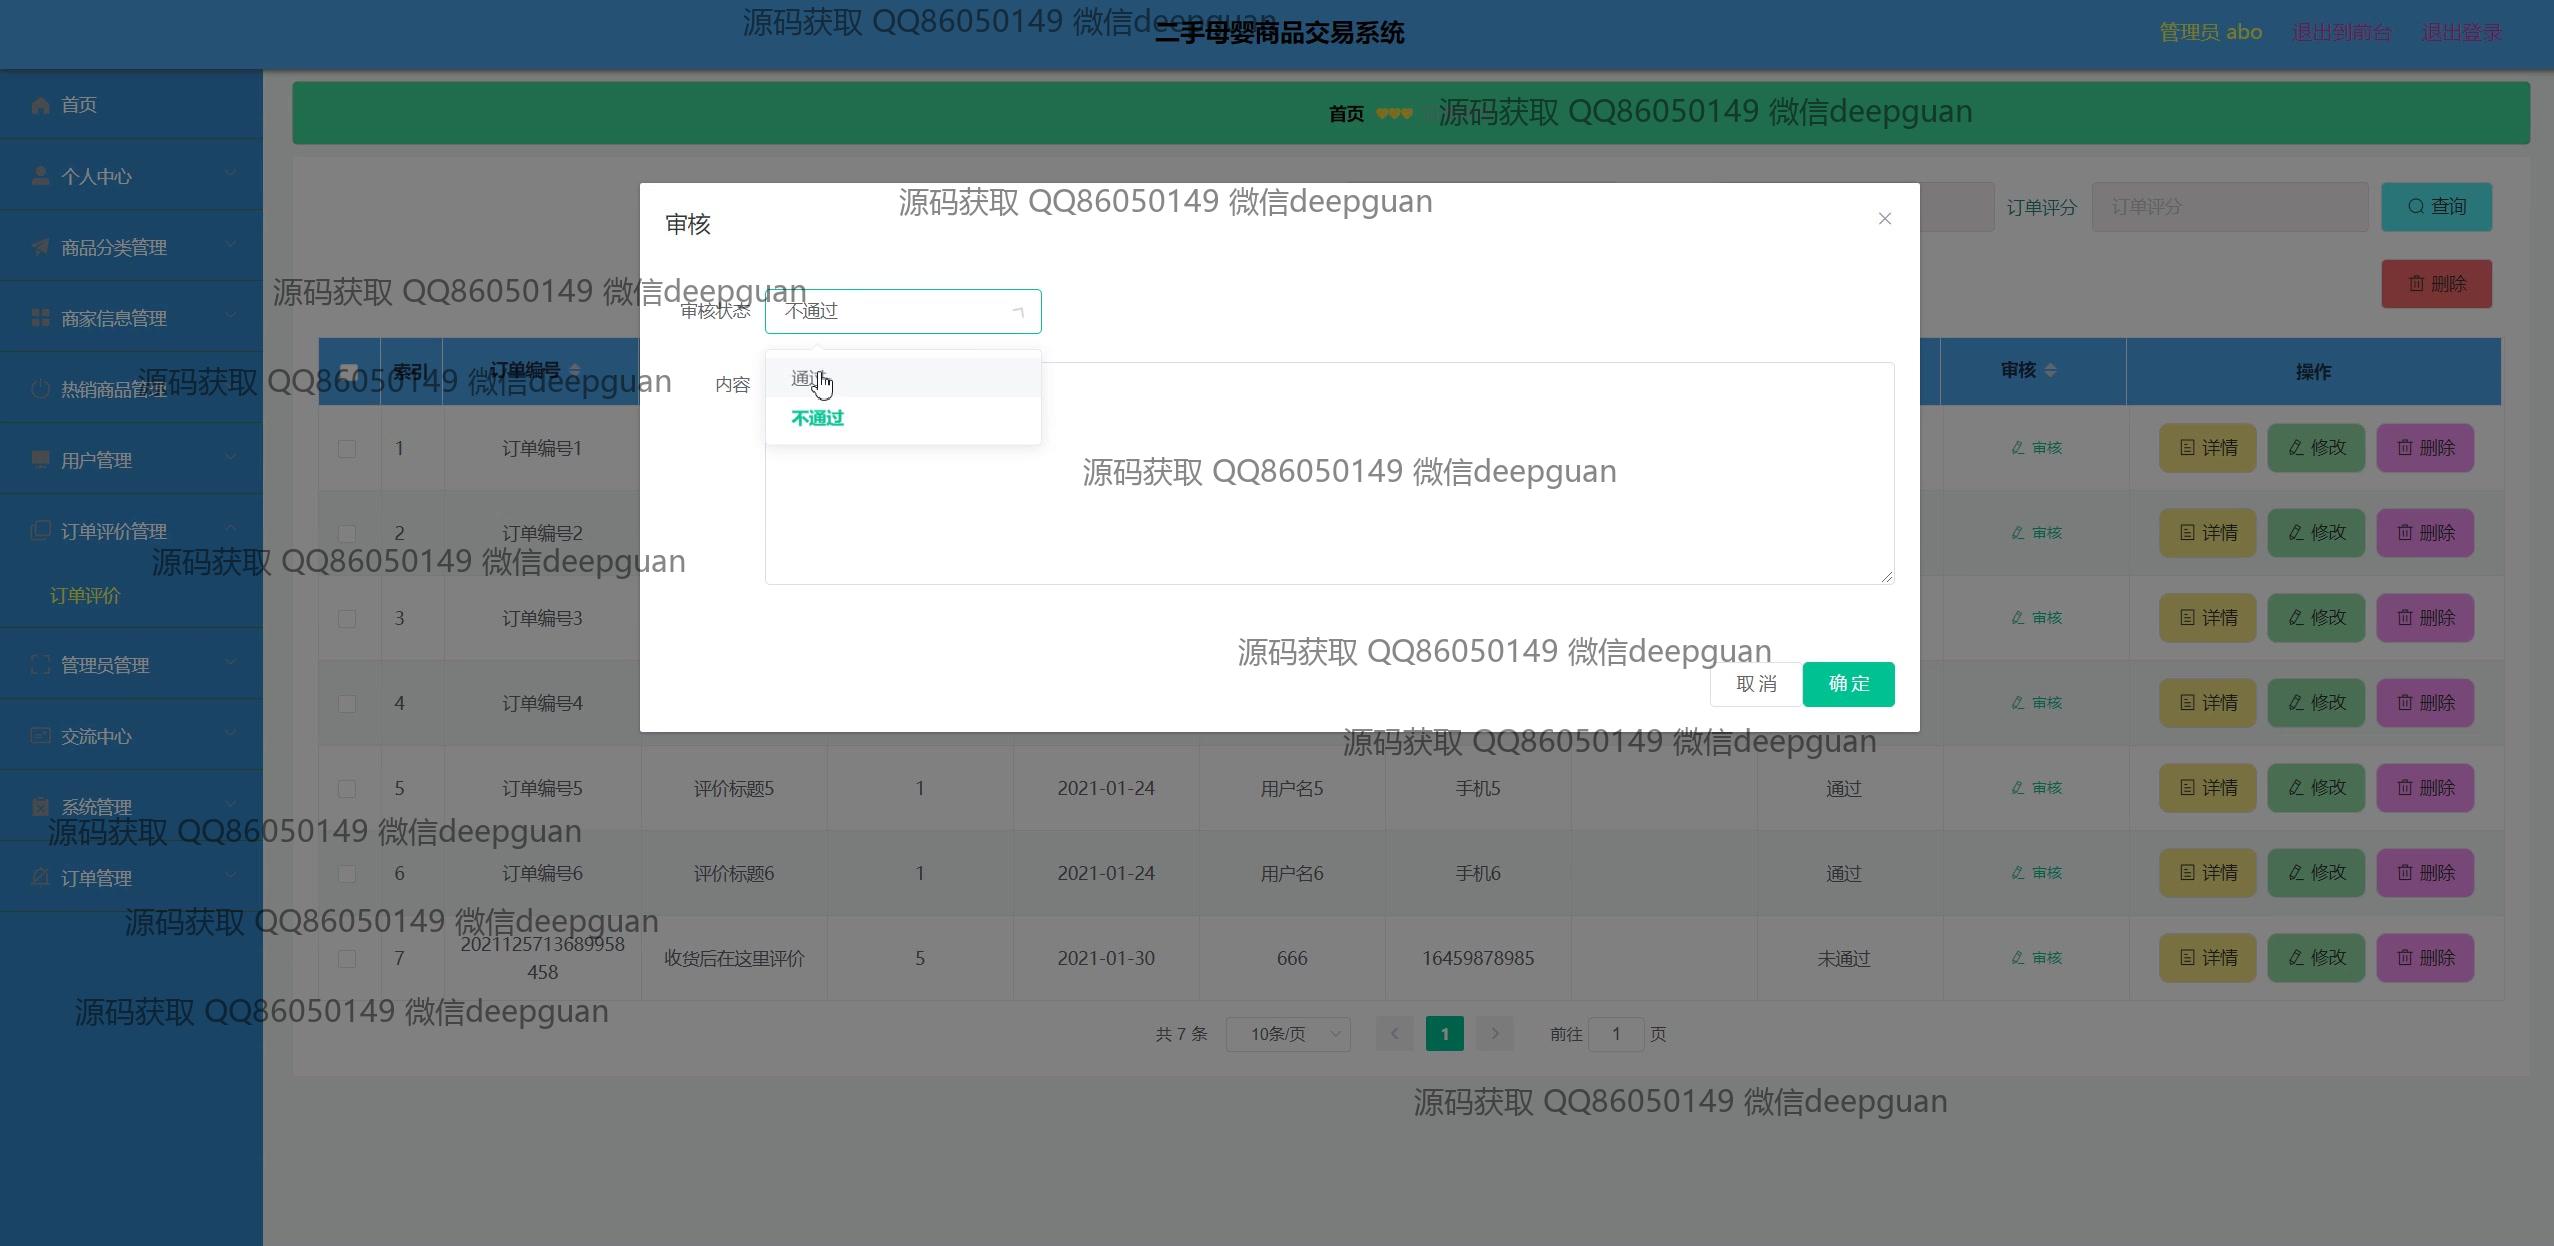 源码获取 QQ86050149 微信deepguan
二手母婴商品交易系统
管理员 abo
退出到前台
退出登录
首页
源码获取 QQ86050149 微信deepguan
首页
个人中心
商品分类管理
商家信息管理
热销商品管理
用户管理
订单评价管理
订单评价
管理员管理
交流中心
系统管理
订单管理
订单评分
订单评分
查询
删除
审核
源码获取 QQ86050149 微信deepguan
源码获取 QQ86050149 微信deepguan
审核状态
不通过
通过
不通过
内容
源码获取 QQ86050149 微信deepguan
源码获取 QQ86050149 微信deepguan
源码获取 QQ86050149 微信deepguan
源码获取 QQ86050149 微信deepguan
取消
确定
源码获取 QQ86050149 微信deepguan
索引 订单编号 审核 操作
1 订单编号1 审核 详情 修改 删除
2 订单编号2 审核 详情 修改 删除
3 订单编号3 审核 详情 修改 删除
4 订单编号4 审核 详情 修改 删除
5 订单编号5 评价标题5 1 2021-01-24 用户名5 手机5 通过 审核 详情 修改 删除
6 订单编号6 评价标题6 1 2021-01-24 用户名6 手机6 通过 审核 详情 修改 删除
7 2021125713689958
458 收货后在这里评价 5 2021-01-30 666 16459878985 未通过 审核 详情 修改 删除
源码获取 QQ86050149 微信deepguan
源码获取 QQ86050149 微信deepguan
源码获取 QQ86050149 微信deepguan
共 7 条 10条/页 1 前往 1 页
源码获取 QQ86050149 微信deepguan